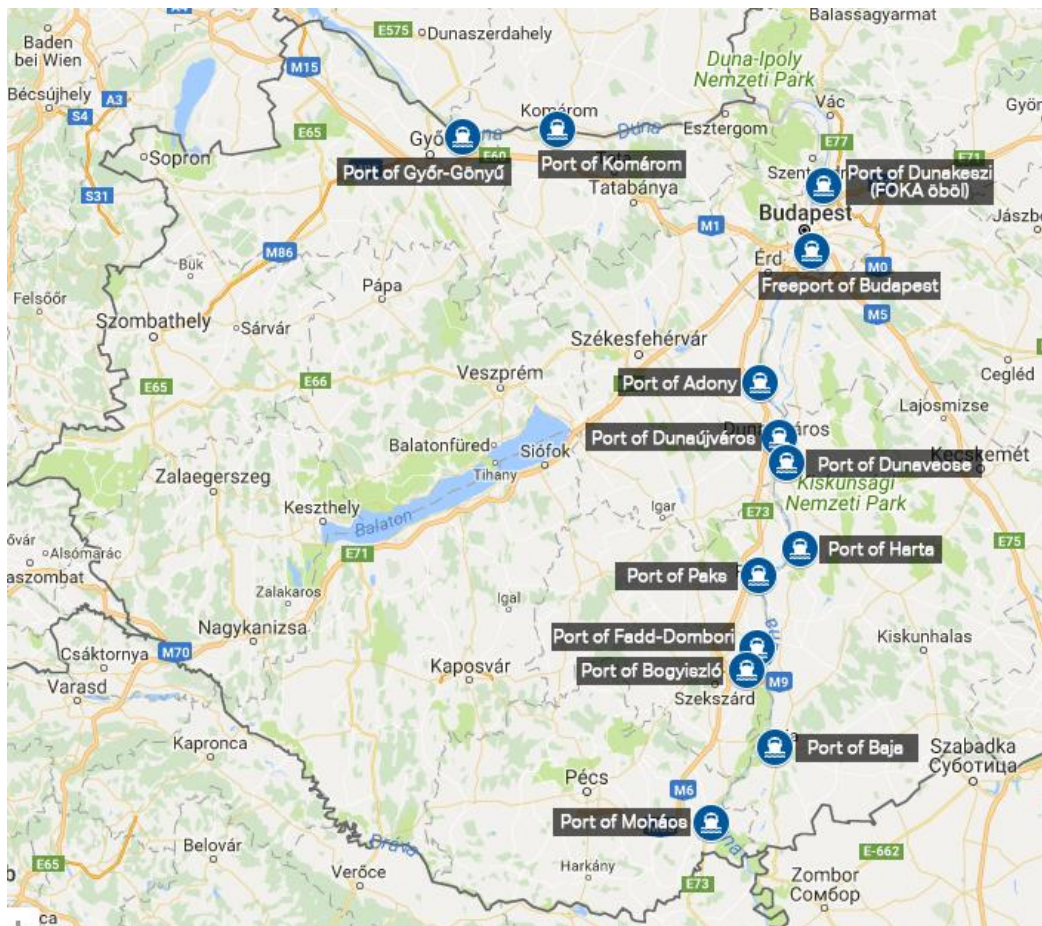 Balassagyarmat
E575
Dunaszerdahely
Baden
bei Wien
Duna-Ipoly
Nemzeti Park
M15
Bécsújhely
A3
S4
Vác
Komárom
Duna
Esztergom
E77
E65
Sopron
E60
E71
Port of Győr-Gönyű
Port of Komárom
Tatabánya
Port of Dunakeszi
(FOKA öböl)
S31
Budapest
M1
M86
Bük
Érd
M0
Freeport of Budapest
Pápa
Felsőőr
M5
Szombathely
Sárvár
Székesfehérvár
Cegléd
E65
E66
Veszprém
Port of Adony
Lajosmizse
Balatonfüred
Port of Dunaújváros
Siófok
Tihany
Kecskemét
Port of Dunavecse
Zalaegerszeg
Kiskunsági
Nemzeti Park
Keszthely
Balaton
Igar
E73
E75
E71
Alsómarác
Port of Harta
Port of Paks
Zalakaros
Igal
Nagykanizsa
Port of Fadd-Dombori
Kiskunhalas
M70
Csáktornya
Kaposvár
Port of Bogyiszló
M9
Varasd
Szekszárd
Kapronca
Port of Baja
Szabadka
Суботица
Pécs
M6
Port of Mohács
Dráva
Belovár
E65
Verőce
Harkány
E-662
E73
Zombor
Сомбор